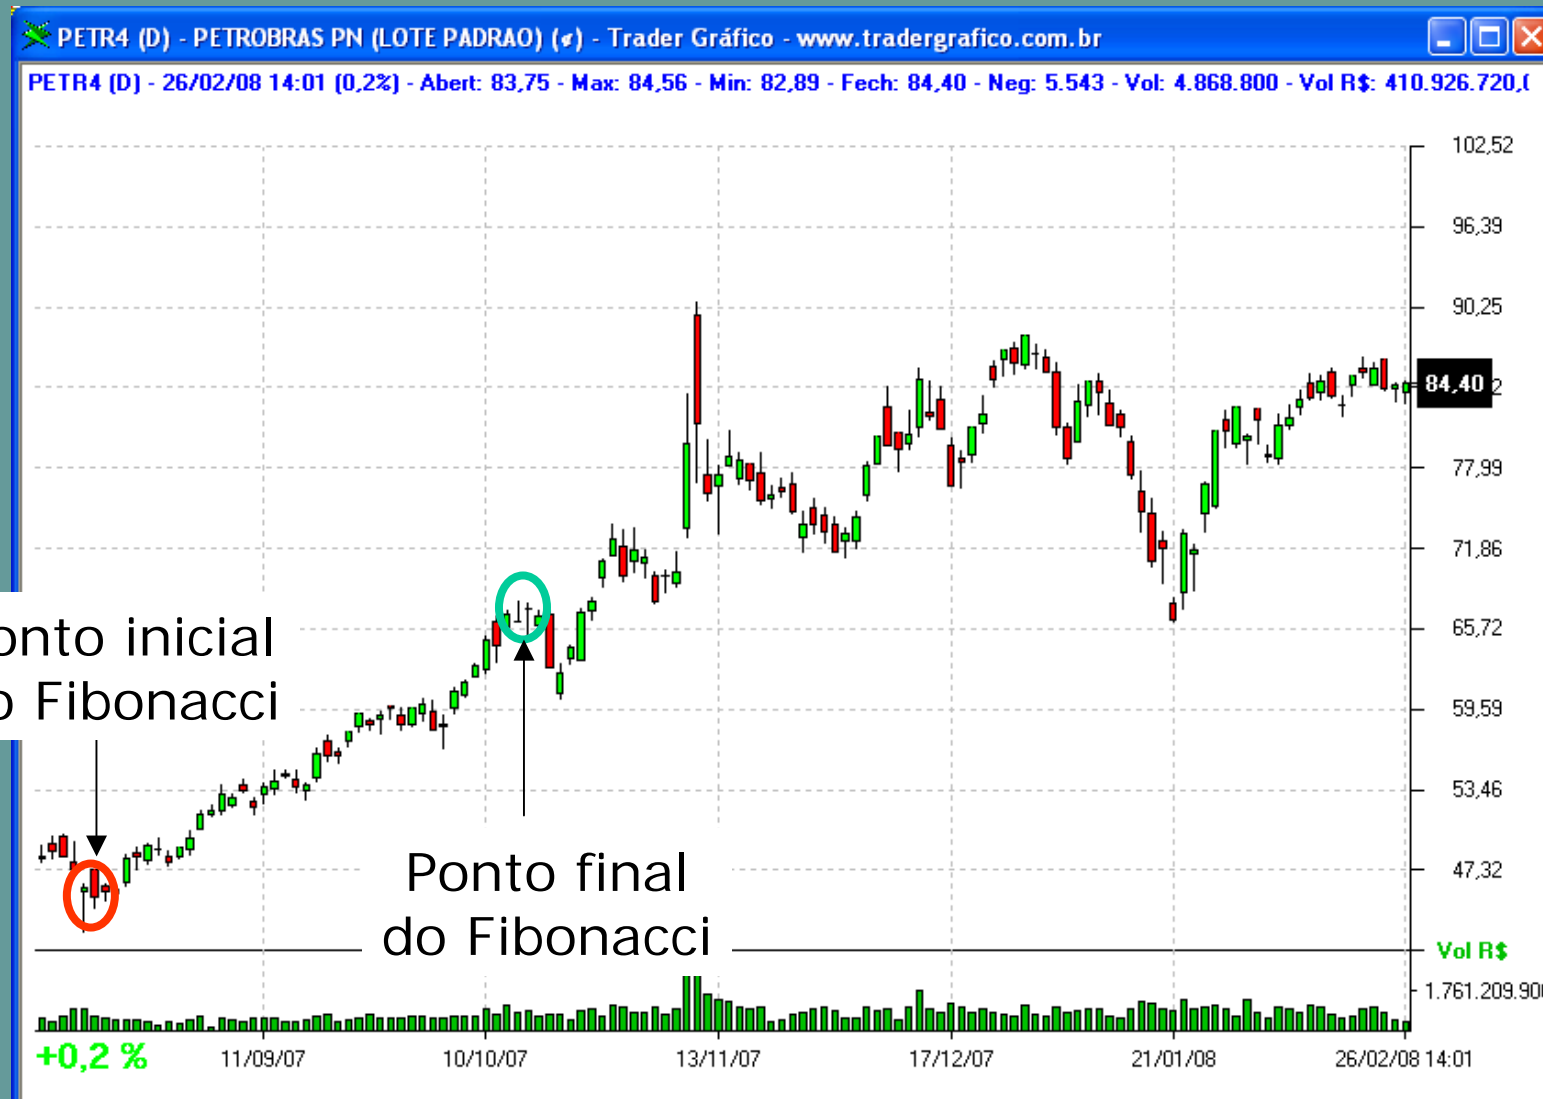 PETR4 (D) - PETROBRAS PN (LOTE PADRAO) - Trader Gráfico - www.tradergrafico.com.br
PETR4 (D) - 26/02/08 14:01 (0,2%) - Abert: 83,75 - Max: 84,56 - Min: 82,89 - Fech: 84,40 - Neg: 5.543 - Vol: 4.868.800 - Vol R$: 410.926.720,(
102,52
96,39
90,25
84,40 2
77,99
71,86
65,72
59,59
53,46
47,32
onto inicial
o Fibonacci
Ponto final
do Fibonacci
Vol R$
1.761.209.900
+0,2 %
11/09/07
10/10/07
13/11/07
17/12/07
21/01/08
26/02/08 14:01